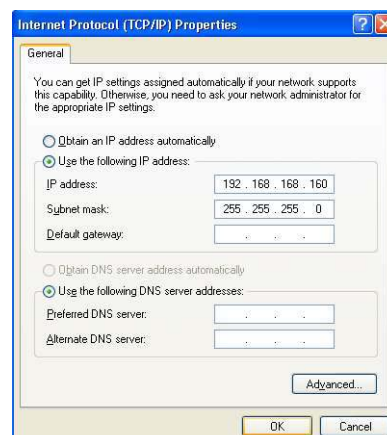 Internet Protocol (TCP/IP) Properties
General
You can get IP settings assigned automatically if your network supports
this capability. Otherwise, you need to ask your network administrator for
the appropriate IP settings.
Obtain an IP address automatically
Use the following IP address:
IP address: 192 . 168 . 168 . 160
Subnet mask: 255 . 255 . 255 . 0
Default gateway: . . .
Obtain DNS server address automatically
Use the following DNS server addresses:
Preferred DNS server: . . .
Alternate DNS server: . . .
Advanced...
OK Cancel